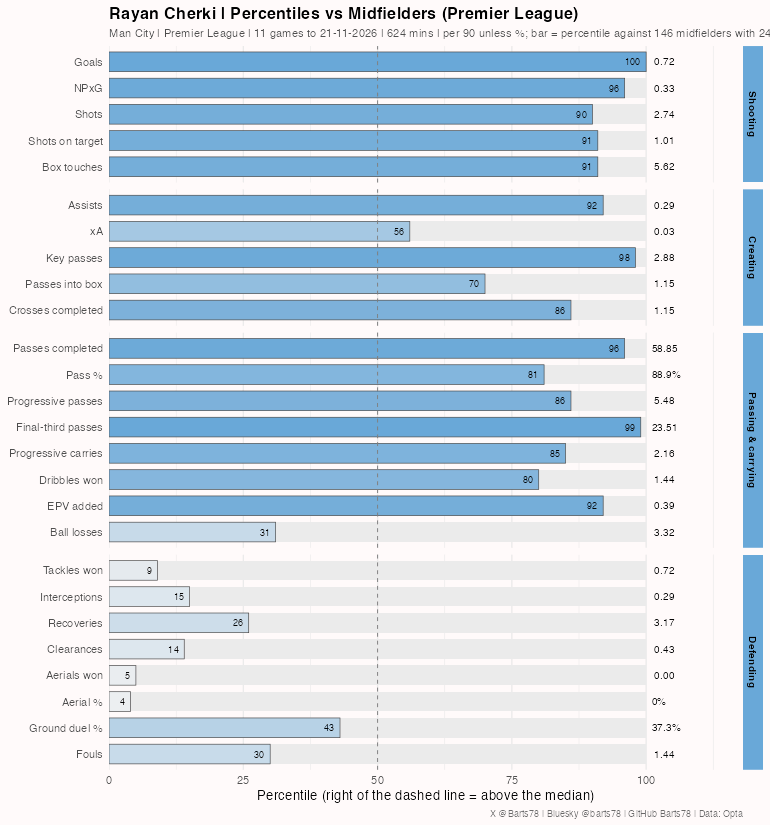 Rayan Cherki | Percentiles vs Midfielders (Premier League)
Man City | Premier League | 11 games to 21-11-2026 | 624 mins | per 90 unless %; bar = percentile against 146 midfielders with 24
Goals 100 0.72
NPxG 96 0.33
Shots 90 2.74
Shots on target 91 1.01
Box touches 91 5.62
Shooting
Assists 92 0.29
xA 56 0.03
Key passes 98 2.88
Passes into box 70 1.15
Crosses completed 86 1.15
Creating
Passes completed 96 58.85
Pass % 81 88.9%
Progressive passes 86 5.48
Final-third passes 99 23.51
Progressive carries 85 2.16
Dribbles won 80 1.44
EPV added 92 0.39
Ball losses 31 3.32
Passing & carrying
Tackles won 9 0.72
Interceptions 15 0.29
Recoveries 26 3.17
Clearances 14 0.43
Aerials won 5 0.00
Aerial % 4 0%
Ground duel % 43 37.3%
Fouls 30 1.44
Defending
0 25 50 75 100
Percentile (right of the dashed line = above the median)
X @Barts78 | Bluesky @barts78 | GitHub Barts78 | Data: Opta